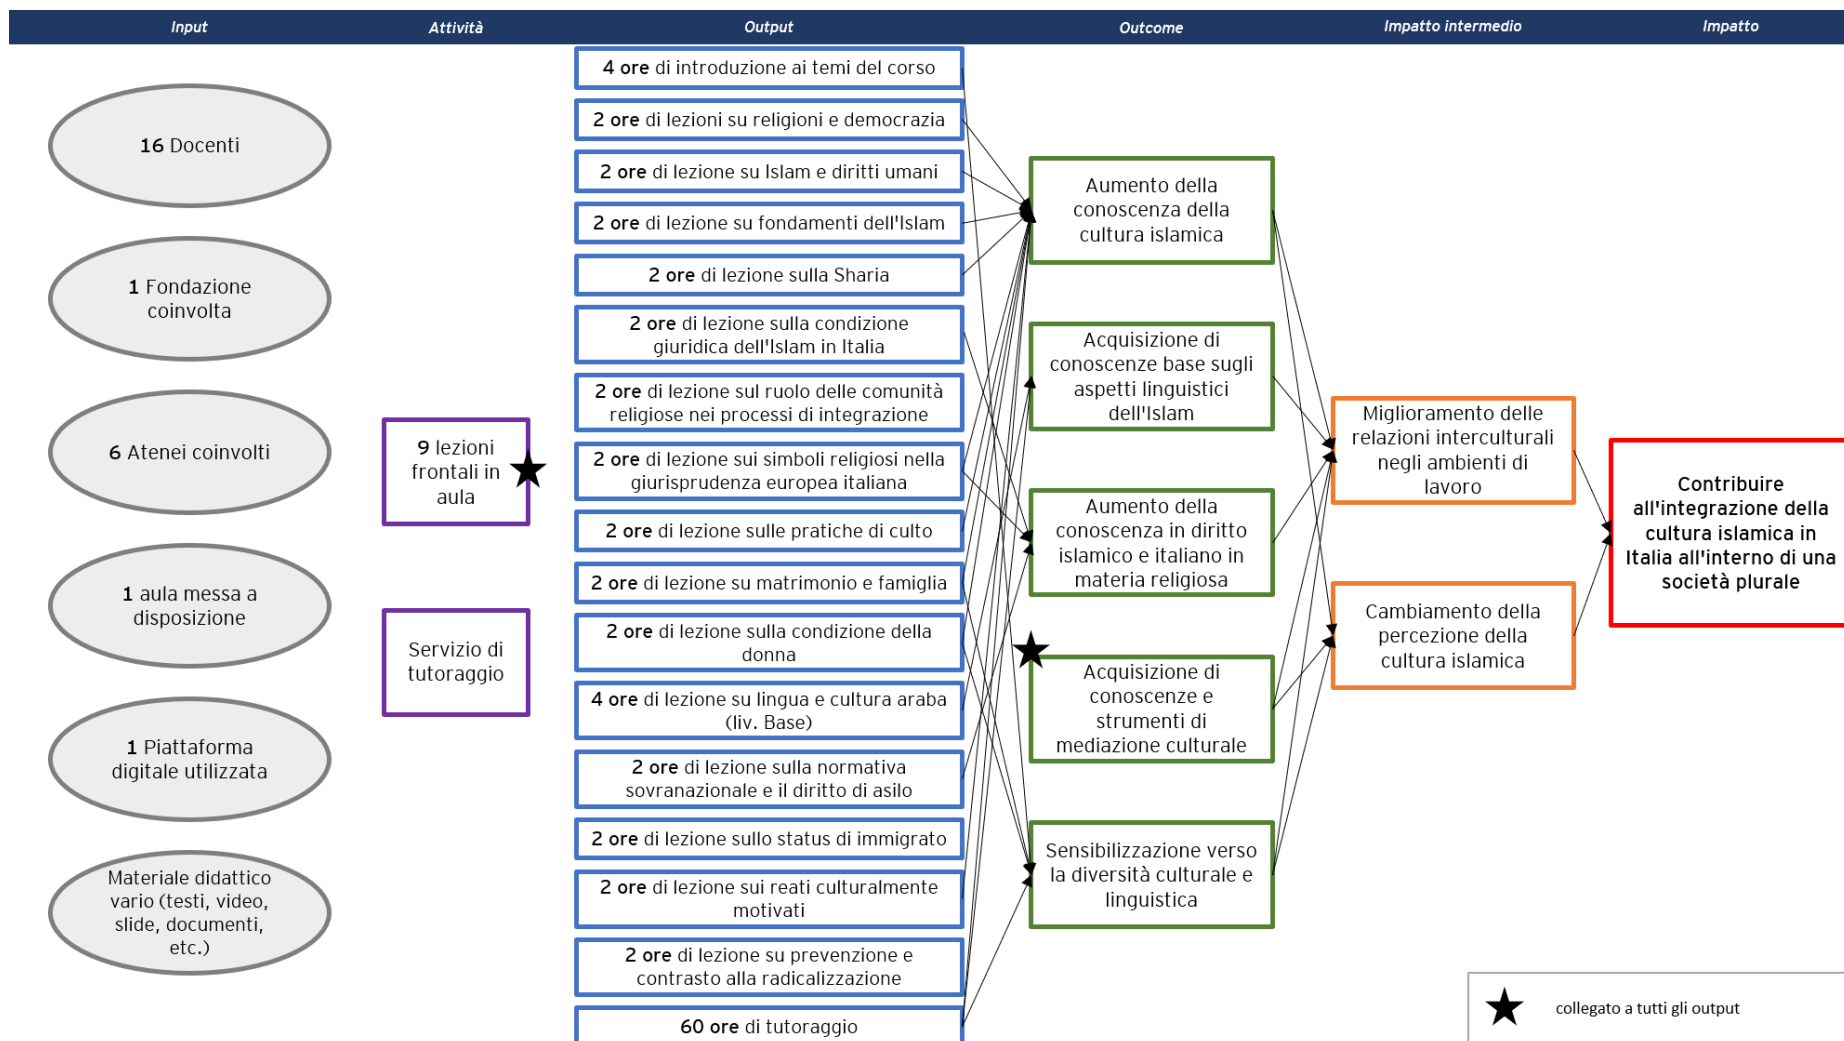 Input
Attività
Output
Outcome
Impatto intermedio
Impatto
16 Docenti
1 Fondazione
coinvolta
6 Atenei coinvolti
1 aula messa a
disposizione
1 Piattaforma
digitale utilizzata
Materiale didattico
vario (testi, video,
slide, documenti,
etc.)
9 lezioni
frontali in
aula
Servizio di
tutoraggio
4 ore di introduzione ai temi del corso
2 ore di lezioni su religioni e democrazia
2 ore di lezione su Islam e diritti umani
2 ore di lezione su fondamenti dell'Islam
2 ore di lezione sulla Sharia
2 ore di lezione sulla condizione
giuridica dell'Islam in Italia
2 ore di lezione sul ruolo delle comunità
religiose nei processi di integrazione
2 ore di lezione sui simboli religiosi nella
giurisprudenza europea italiana
2 ore di lezione sulle pratiche di culto
2 ore di lezione su matrimonio e famiglia
2 ore di lezione sulla condizione della
donna
4 ore di lezione su lingua e cultura araba
(liv. Base)
2 ore di lezione sulla normativa
sovranazionale e il diritto di asilo
2 ore di lezione sullo status di immigrato
2 ore di lezione sui reati culturalmente
motivati
2 ore di lezione su prevenzione e
contrasto alla radicalizzazione
60 ore di tutoraggio
Aumento della
conoscenza della
cultura islamica
Acquisizione di
conoscenze base sugli
aspetti linguistici
dell'Islam
Aumento della
conoscenza in diritto
islamico e italiano in
materia religiosa
Acquisizione di
conoscenze e
strumenti di
mediazione culturale
Sensibilizzazione verso
la diversità culturale e
linguistica
Miglioramento delle
relazioni interculturali
negli ambienti di
lavoro
Cambiamento della
percezione della
cultura islamica
Contribuire
all'integrazione della
cultura islamica in
Italia all'interno di una
società plurale
collegato a tutti gli output